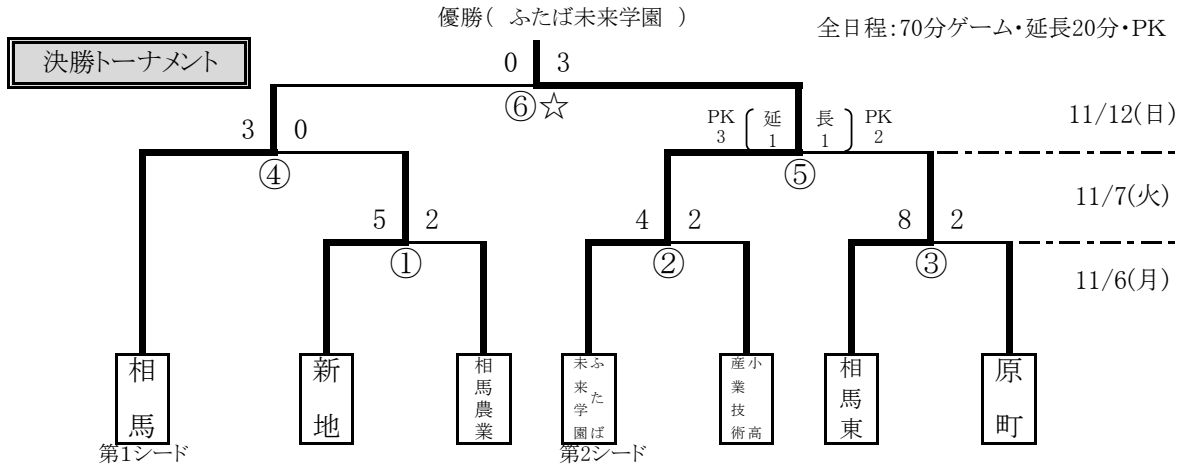 優勝( ふたば未来学園 )
全日程:70分ゲーム・延長20分・PK
決勝トーナメント
0 3
⑥☆
11/12(日)
3 0
PK 3 延 1 長 1 PK 2
④
⑤
11/7(火)
5 2
4 2
8 2
①
②
③
11/6(月)
相馬
新地
相馬農業
ふたば未来学園
小高産業技術
相馬東
原町
第1シード
第2シード